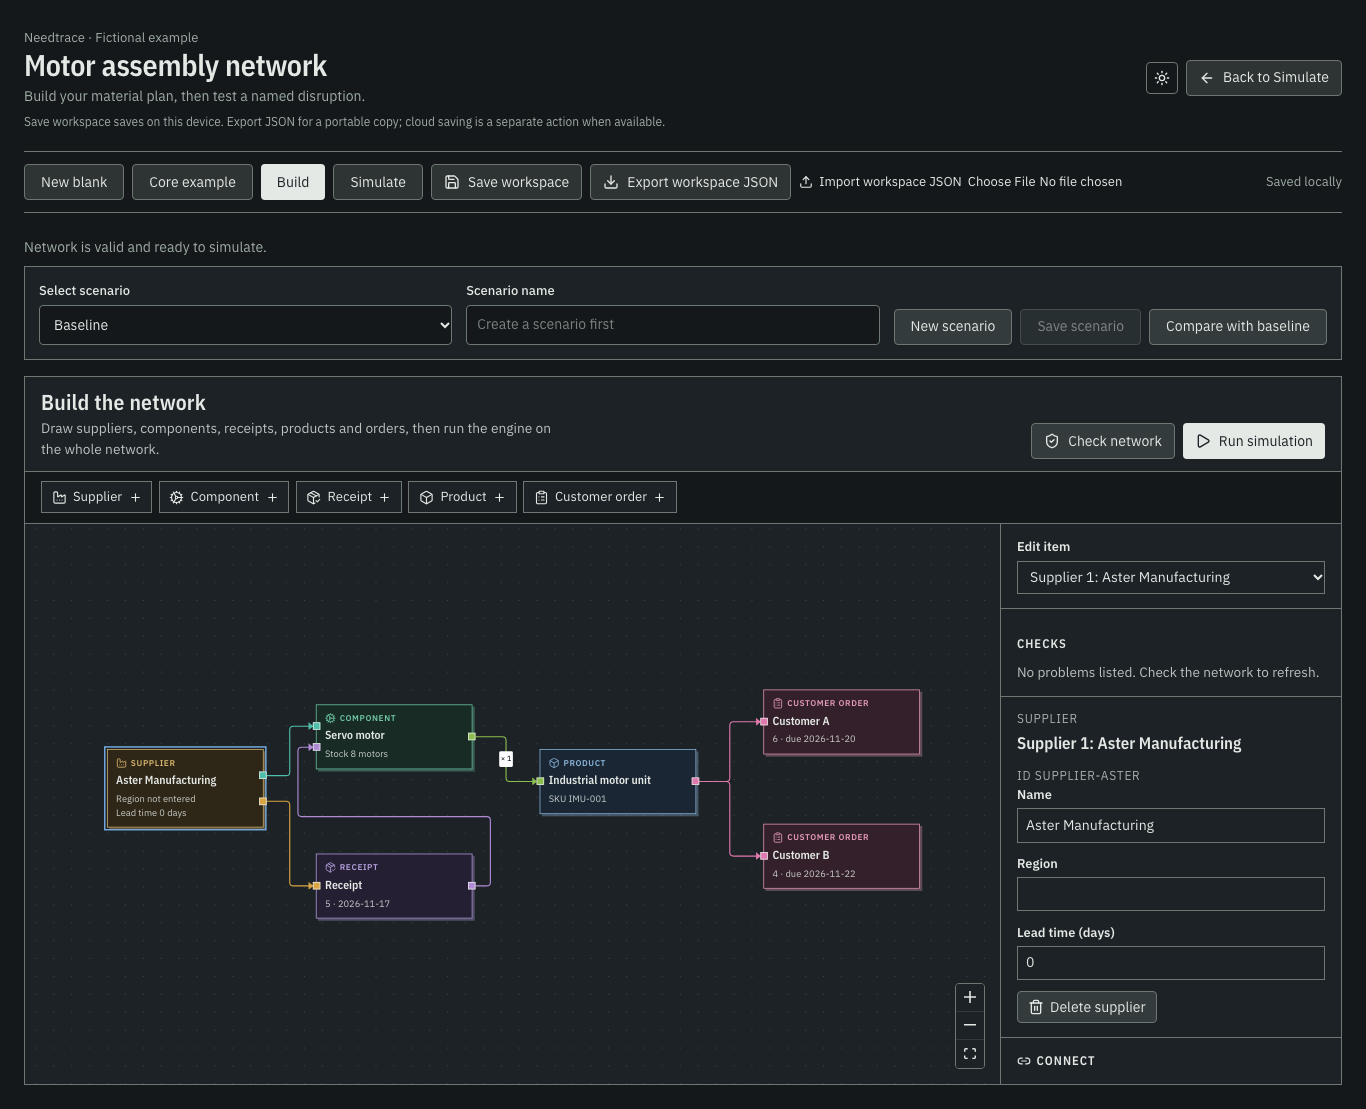 Needtrace · Fictional example
Motor assembly network
Build your material plan, then test a named disruption.
Save workspace saves on this device. Export JSON for a portable copy; cloud saving is a separate action when available.
Back to Simulate
New blank
Core example
Build
Simulate
Save workspace
Export workspace JSON
Import workspace JSON Choose File No file chosen
Saved locally
Network is valid and ready to simulate.
Select scenario
Baseline
Scenario name
Create a scenario first
New scenario
Save scenario
Compare with baseline
Build the network
Draw suppliers, components, receipts, products and orders, then run the engine on
the whole network.
Check network
Run simulation
Supplier +
Component +
Receipt +
Product +
Customer order +
SUPPLIER
Aster Manufacturing
Region not entered
Lead time 0 days
COMPONENT
Servo motor
Stock 8 motors
RECEIPT
Receipt
5 · 2026-11-17
× 1
PRODUCT
Industrial motor unit
SKU IMU-001
CUSTOMER ORDER
Customer A
6 · due 2026-11-20
CUSTOMER ORDER
Customer B
4 · due 2026-11-22
Edit item
Supplier 1: Aster Manufacturing
CHECKS
No problems listed. Check the network to refresh.
SUPPLIER
Supplier 1: Aster Manufacturing
ID SUPPLIER-ASTER
Name
Aster Manufacturing
Region
Lead time (days)
0
Delete supplier
CONNECT